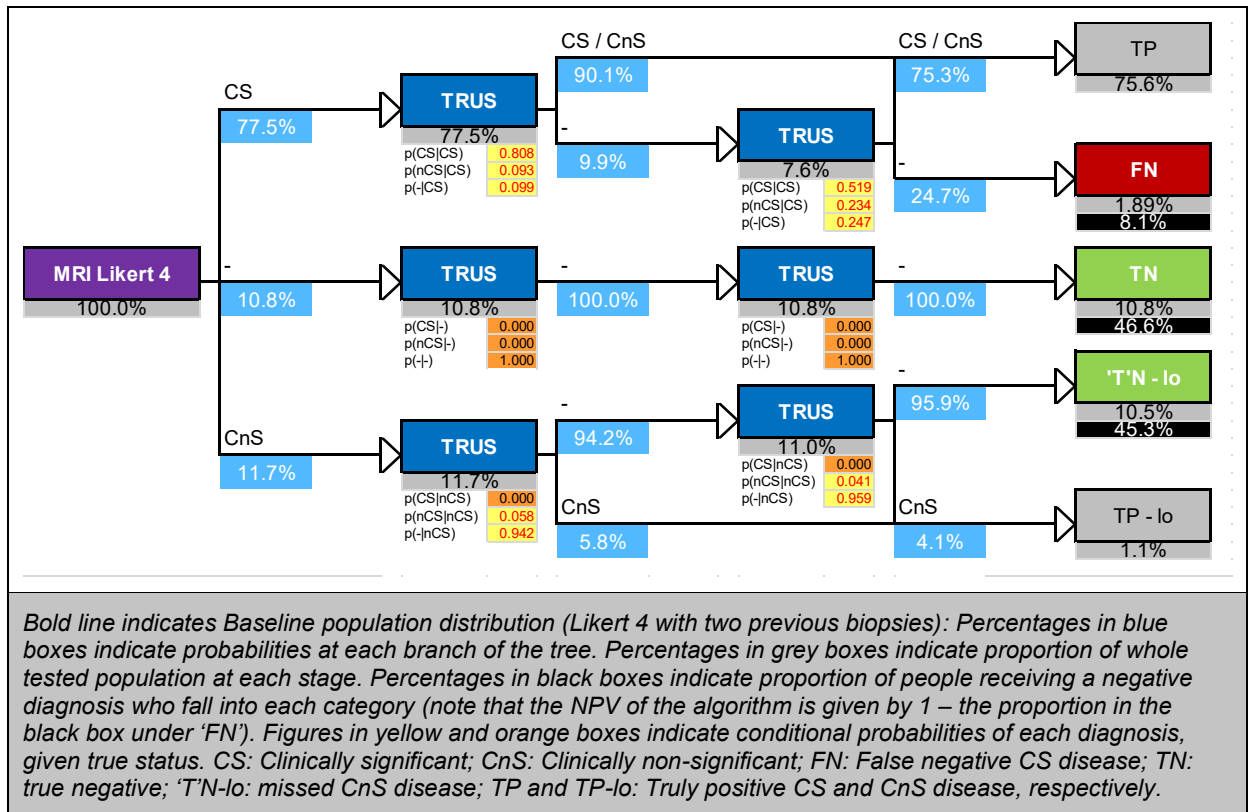 CS / CnS
CS / CnS
TP
90.1%
75.3%
75.6%
CS
TRUS
77.5%
77.5%
-
TRUS
-
FN
p(CS|CS) 0.808
p(nCS|CS) 0.093
p(-|CS) 0.099
9.9%
7.6%
24.7%
1.89%
8.1%
p(CS|CS) 0.519
p(nCS|CS) 0.234
p(-|CS) 0.247
MRI Likert 4
100.0%
-
10.8%
TRUS
10.8%
-
100.0%
TRUS
10.8%
-
100.0%
TN
10.8%
46.6%
p(CS|-) 0.000
p(nCS|-) 0.000
p(-|-) 1.000
p(CS|-) 0.000
p(nCS|-) 0.000
p(-|-) 1.000
-
'T'N - lo
95.9%
10.5%
45.3%
CnS
11.7%
TRUS
11.7%
-
94.2%
TRUS
11.0%
p(CS|nCS) 0.000
p(nCS|nCS) 0.041
p(-|nCS) 0.959
p(CS|nCS) 0.000
p(nCS|nCS) 0.058
p(-|nCS) 0.942
CnS
5.8%
CnS
4.1%
TP - lo
1.1%
Bold line indicates Baseline population distribution (Likert 4 with two previous biopsies): Percentages in blue
boxes indicate probabilities at each branch of the tree. Percentages in grey boxes indicate proportion of whole
tested population at each stage. Percentages in black boxes indicate proportion of people receiving a negative
diagnosis who fall into each category (note that the NPV of the algorithm is given by 1 – the proportion in the
black box under ‘FN’). Figures in yellow and orange boxes indicate conditional probabilities of each diagnosis,
given true status. CS: Clinically significant; CnS: Clinically non-significant; FN: False negative CS disease; TN:
true negative; ‘T’N-lo: missed CnS disease; TP and TP-lo: Truly positive CS and CnS disease, respectively.